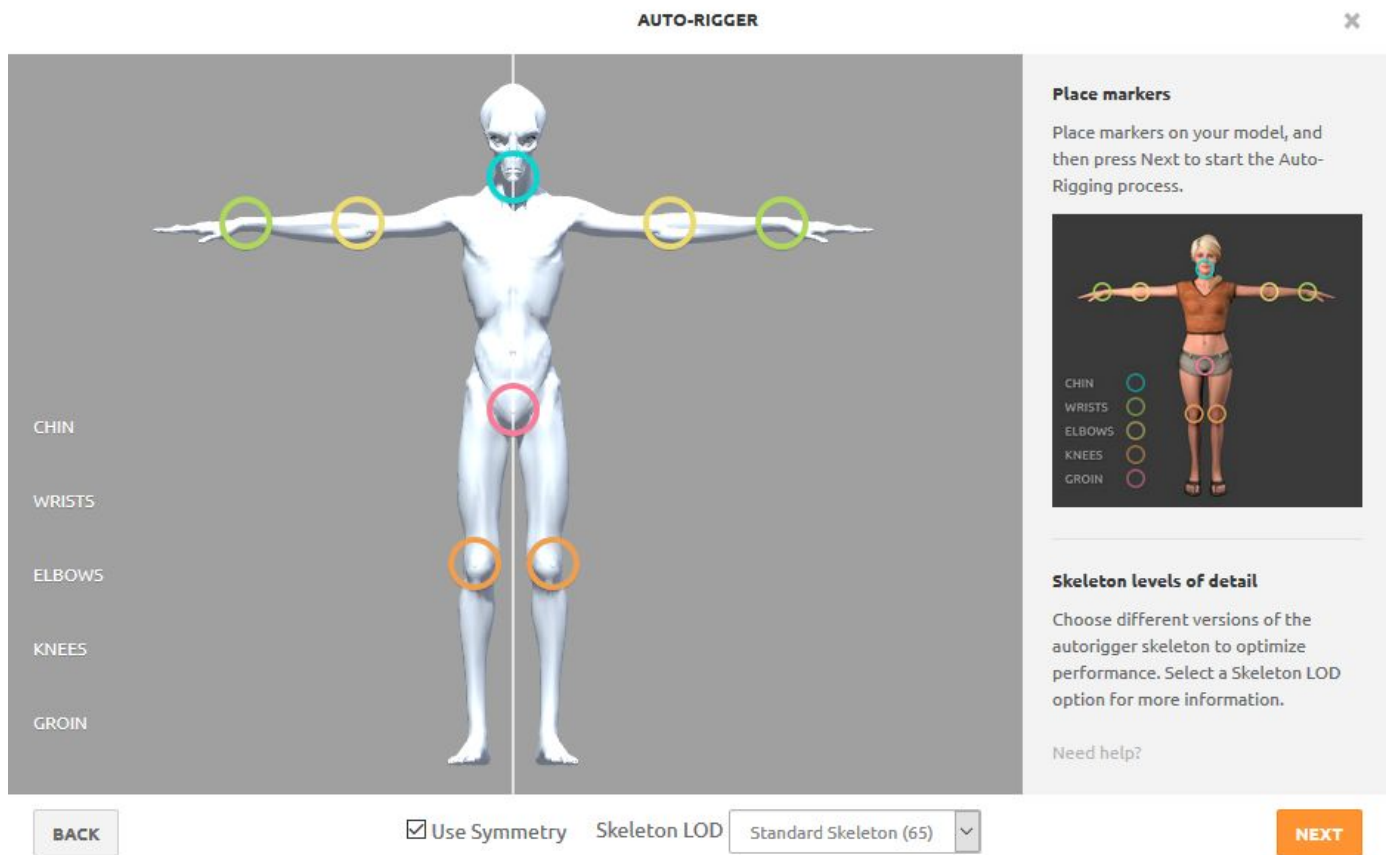 AUTO-RIGGER
Place markers
Place markers on your model, and
then press Next to start the Auto-
Rigging process.
CHIN
WRISTS
ELBOWS
KNEES
GROIN
CHIN
WRISTS
ELBOWS
KNEES
GROIN
Skeleton levels of detail
Choose different versions of the
autorigger skeleton to optimize
performance. Select a Skeleton LOD
option for more information.
Need help?
BACK
Use Symmetry
Skeleton LOD
Standard Skeleton (65)
NEXT